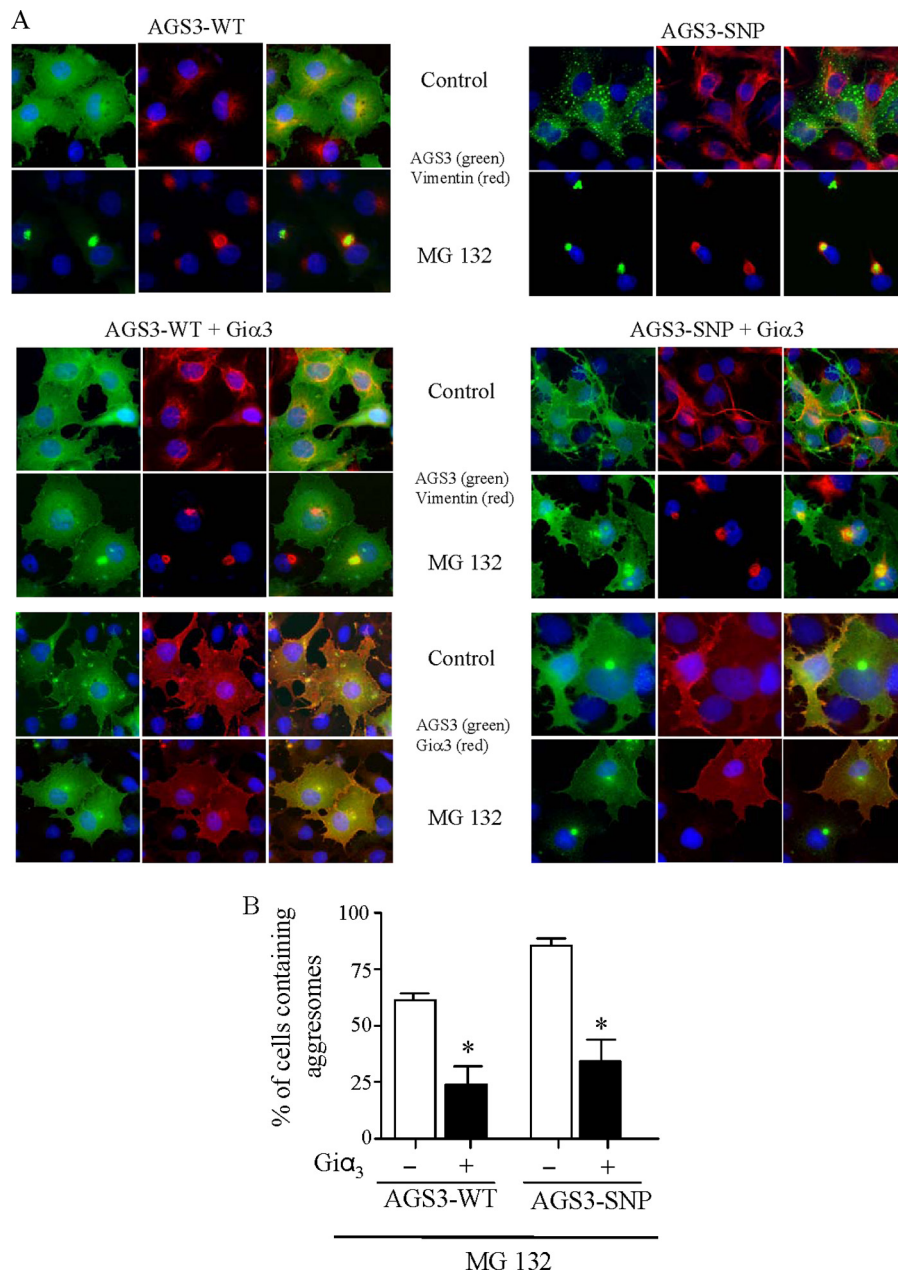 A
AGS3-WT
AGS3-SNP
Control
AGS3 (green)
Vimentin (red)
MG 132
AGS3-WT + Giα3
AGS3-SNP + Giα3
Control
AGS3 (green)
Vimentin (red)
MG 132
Control
AGS3 (green)
Giα3 (red)
MG 132
B
% of cells containing
aggresomes
100
75
50
25
0
*
*
Giα3
− + − +
AGS3-WT AGS3-SNP
MG 132